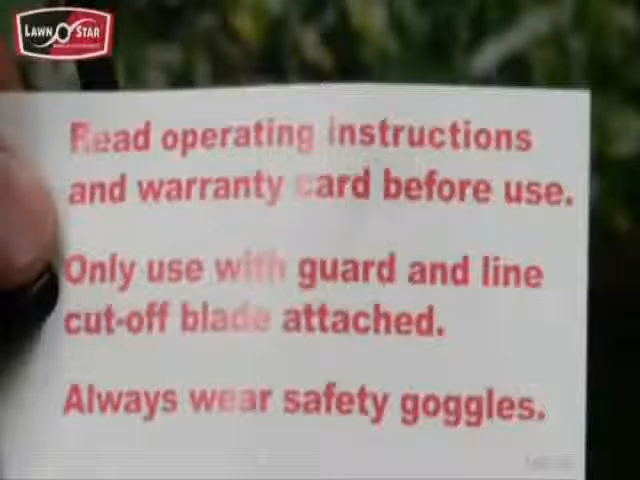 LAWN STAR
Read operating instructions
and warranty card before use.
Only use with guard and line
cut-off blade attached.
Always wear safety goggles.